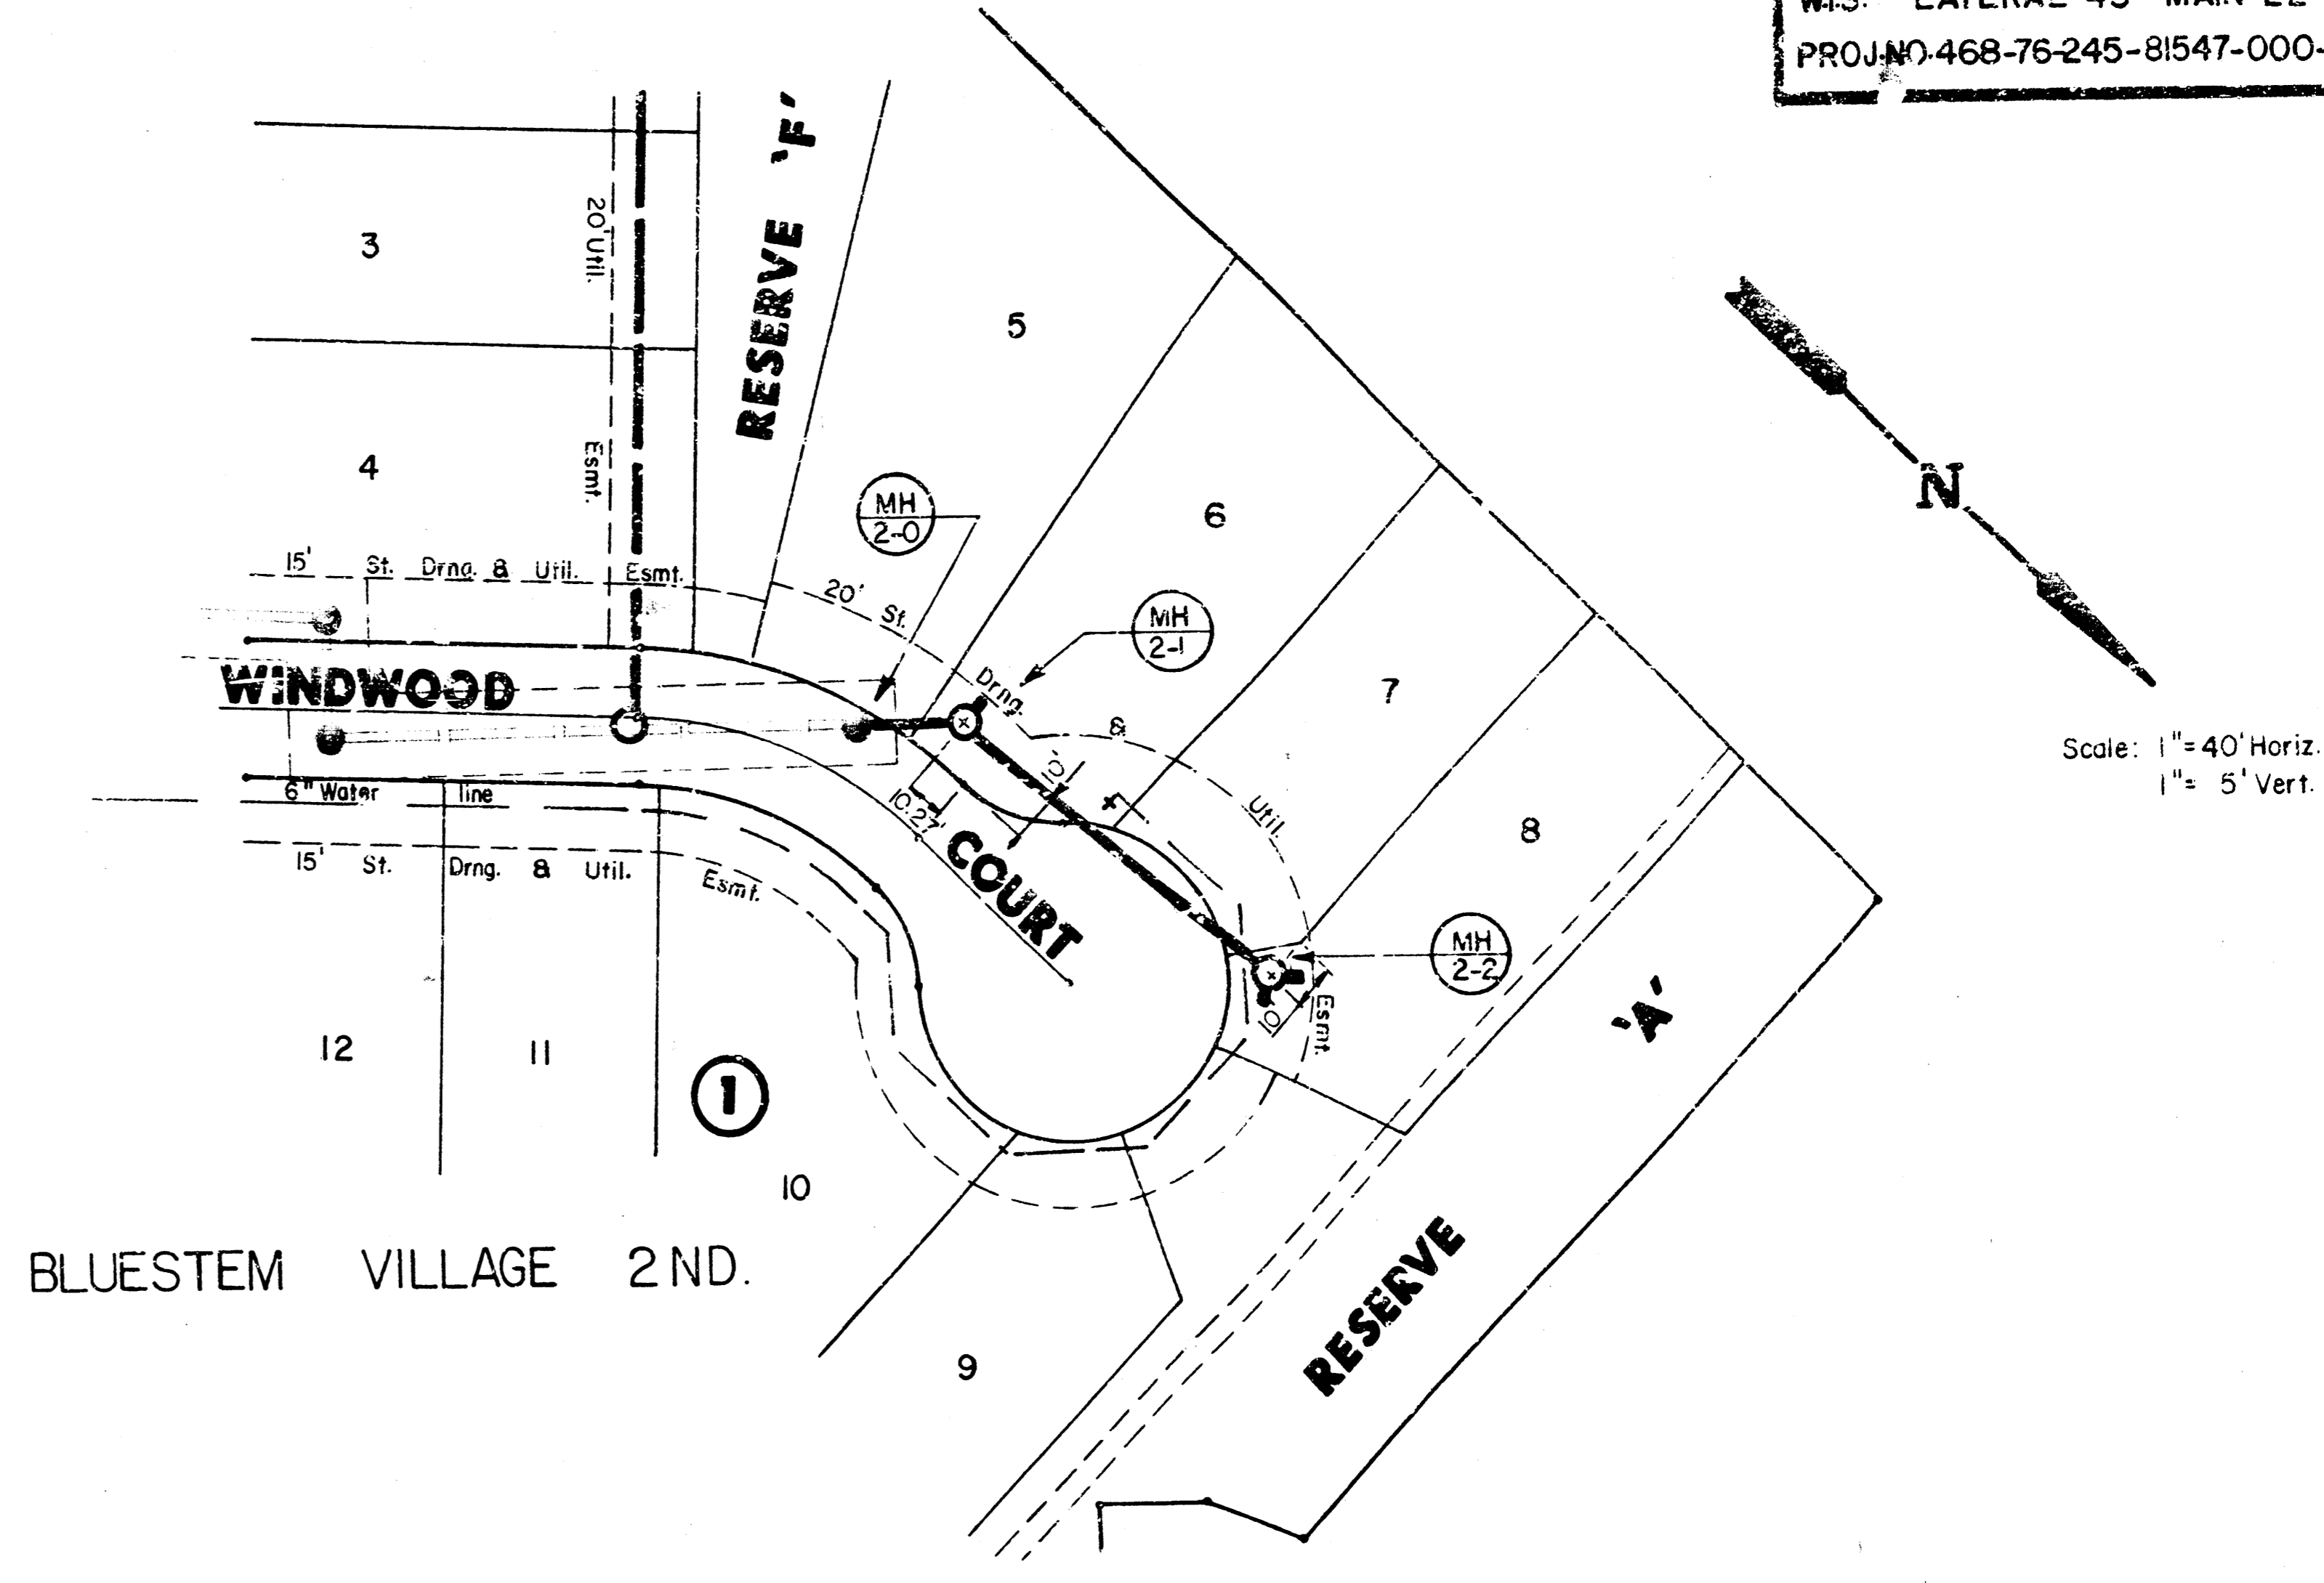 PROJ. NO. 468-76-245-81547-000-
RESERVE 'F'
3
20' Util.
5
4
Esmt.
MH
2-0
6
15' St. Drng. & Util. Esmt.
20' St. Drng. & Util. Esmt.
MH
2-1
N
WINDWOOD
7
Scale: 1"=40' Horiz.
1"= 5' Vert.
6" Water line
10.27'
10'
COURT
8
15' St. Drng. & Util. Esmt.
MH
2-2
10'
RESERVE 'A'
12
11
1
10
BLUESTEM VILLAGE 2ND.
9